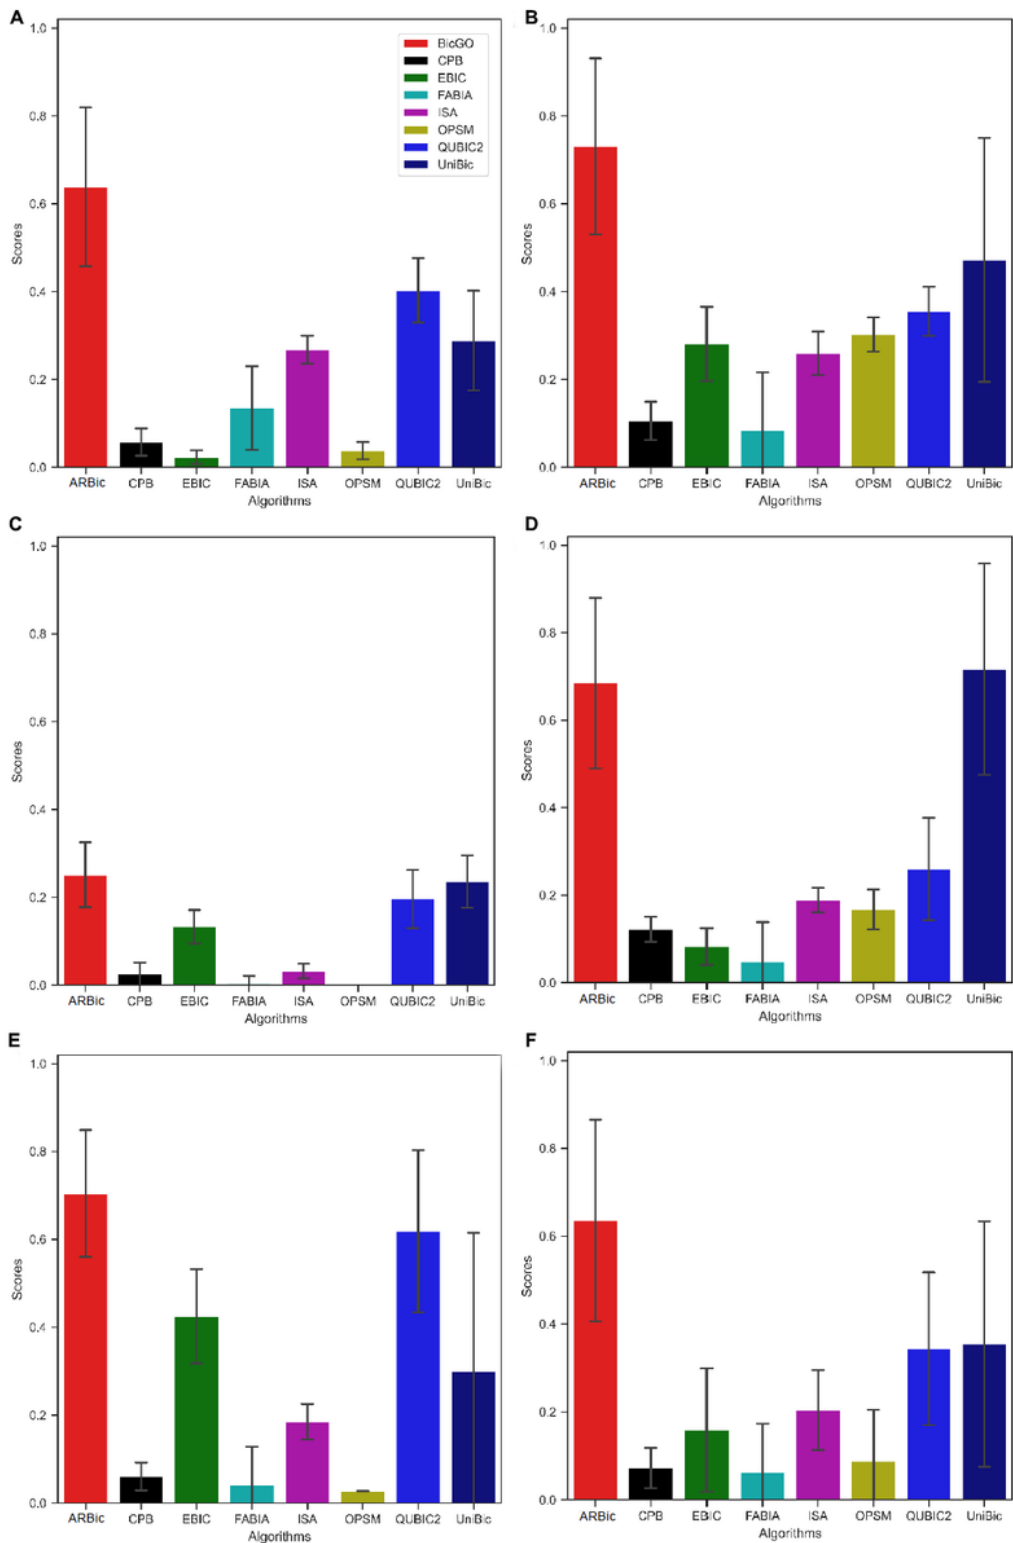 A
1.0
0.8
0.6
0.4
0.2
0.0
Scores
BicGO
CPB
EBIC
FABIA
ISA
OPSM
QUBIC2
UniBic
ARBic CPB EBIC FABIA ISA OPSM QUBIC2 UniBic
Algorithms
B
1.0
0.8
0.6
0.4
0.2
0.0
Scores
ARBic CPB EBIC FABIA ISA OPSM QUBIC2 UniBic
Algorithms
C
1.0
0.8
0.6
0.4
0.2
0.0
Scores
ARBic CPB EBIC FABIA ISA OPSM QUBIC2 UniBic
Algorithms
D
1.0
0.8
0.6
0.4
0.2
0.0
Scores
ARBic CPB EBIC FABIA ISA OPSM QUBIC2 UniBic
Algorithms
E
1.0
0.8
0.6
0.4
0.2
0.0
Scores
ARBic CPB EBIC FABIA ISA OPSM QUBIC2 UniBic
Algorithms
F
1.0
0.8
0.6
0.4
0.2
0.0
Scores
ARBic CPB EBIC FABIA ISA OPSM QUBIC2 UniBic
Algorithms